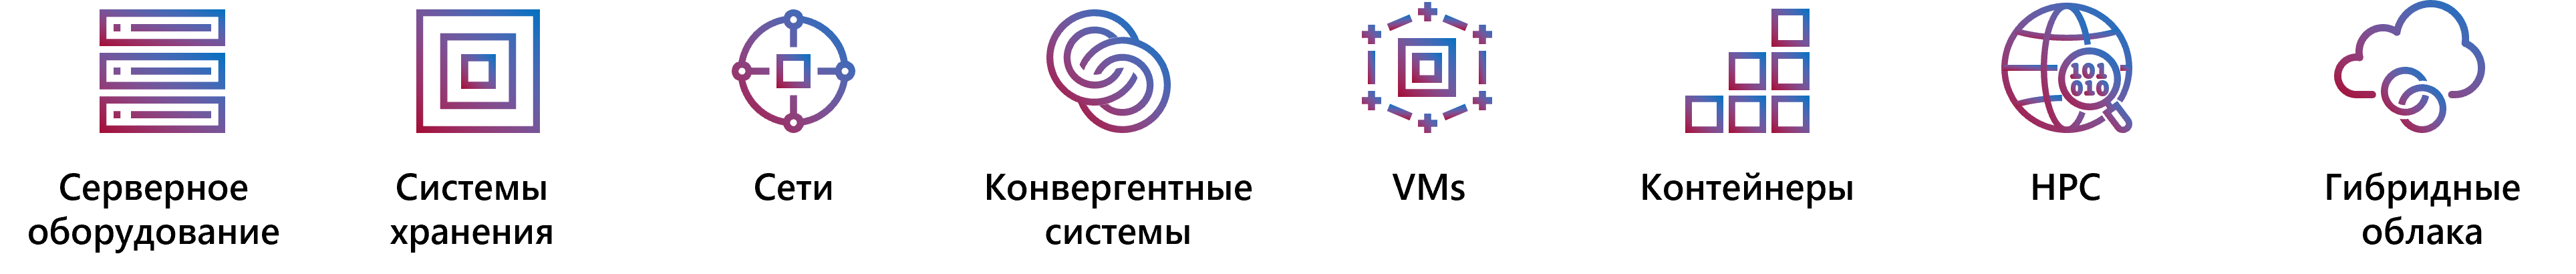 101
010
Серверное
оборудование
Системы
хранения
Сети
Конвергентные
системы
VMs
Контейнеры
HPC
Гибридные
облака